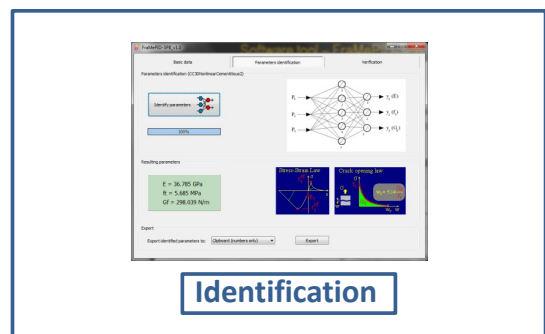 FraMePID-3PB_v1.0
Basic data
Parameters identification
Verification
Parameters identification (CC3DNonlinearCementitious2)
Identify parameters
100%
Resulting parameters
E = 36.785 GPa
ft = 5.685 MPa
Gf = 298.039 N/m
Stress-Strain Law
Crack opening law
Export
Export identified parameters to:
Clipboard (numbers only)
Export
Identification